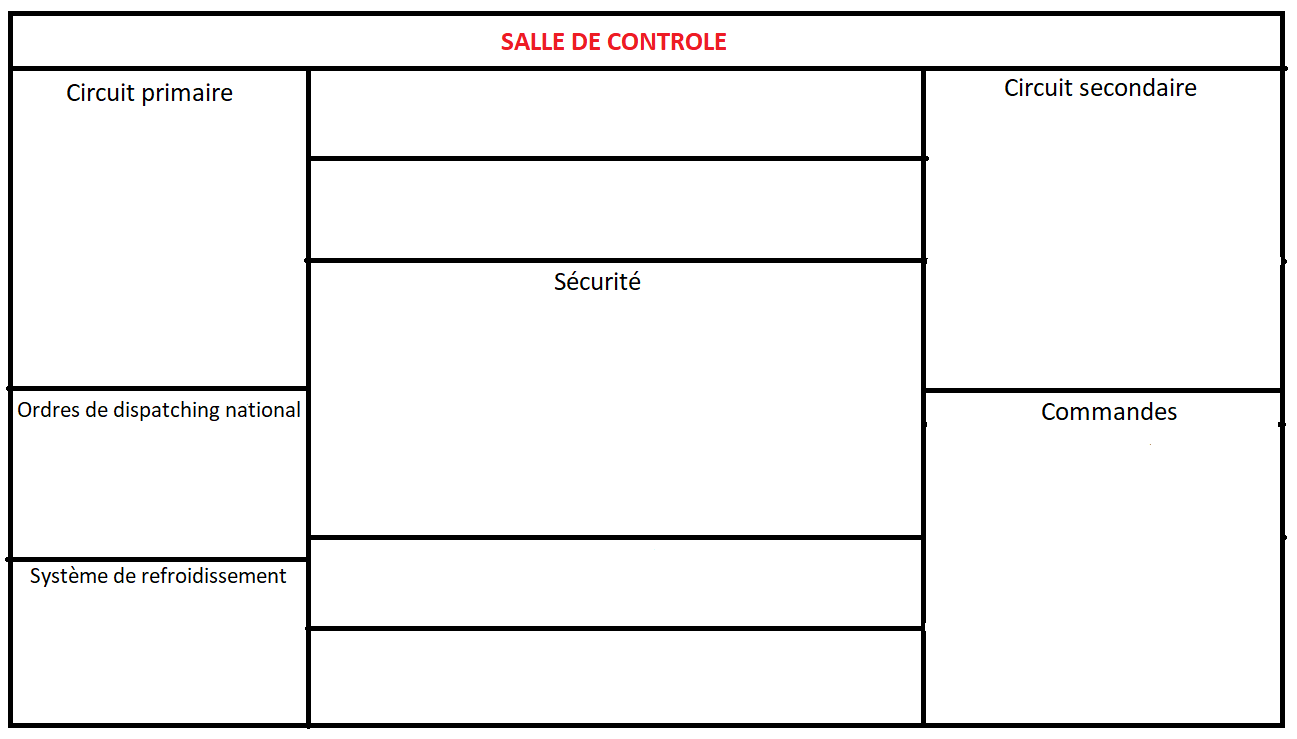 SALLE DE CONTROLE
Circuit primaire
Circuit secondaire
Sécurité
Ordres de dispatching national
Commandes
Système de refroidissement